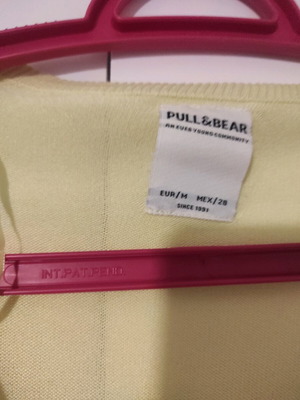 PULL&BEAR
AN EVER YOUNG COMMUNITY
EUR/M MEX/28
SINCE 1991
INT.PAT.PEND.